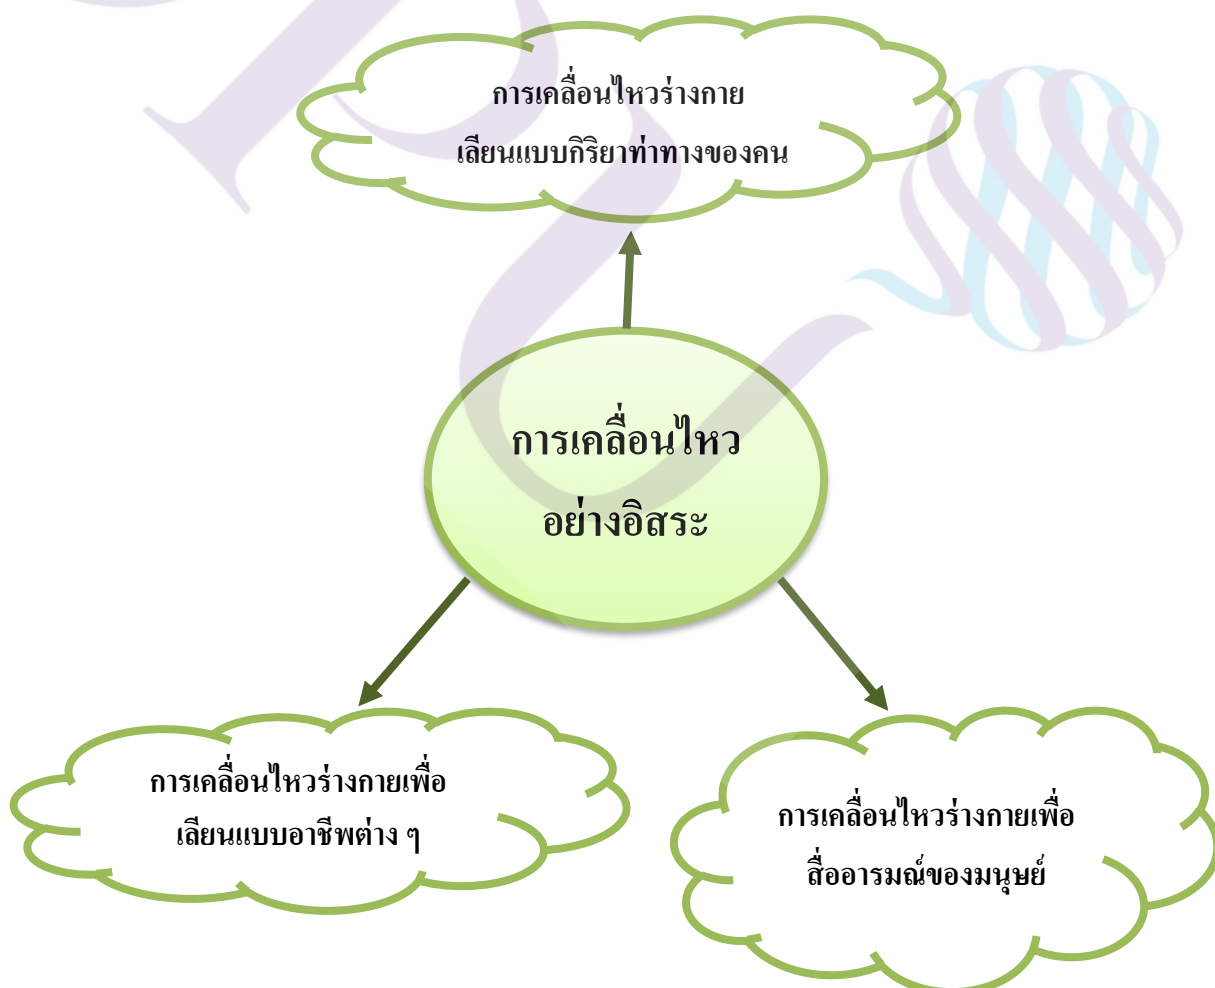 การเคลื่อนไหวร่างกาย
เลียนแบบกิริยาท่าทางของคน
การเคลื่อนไหว
อย่างอิสระ
การเคลื่อนไหวร่างกายเพื่อ
เลียนแบบอาชีพต่าง ๆ
การเคลื่อนไหวร่างกายเพื่อ
สื่ออารมณ์ของมนุษย์